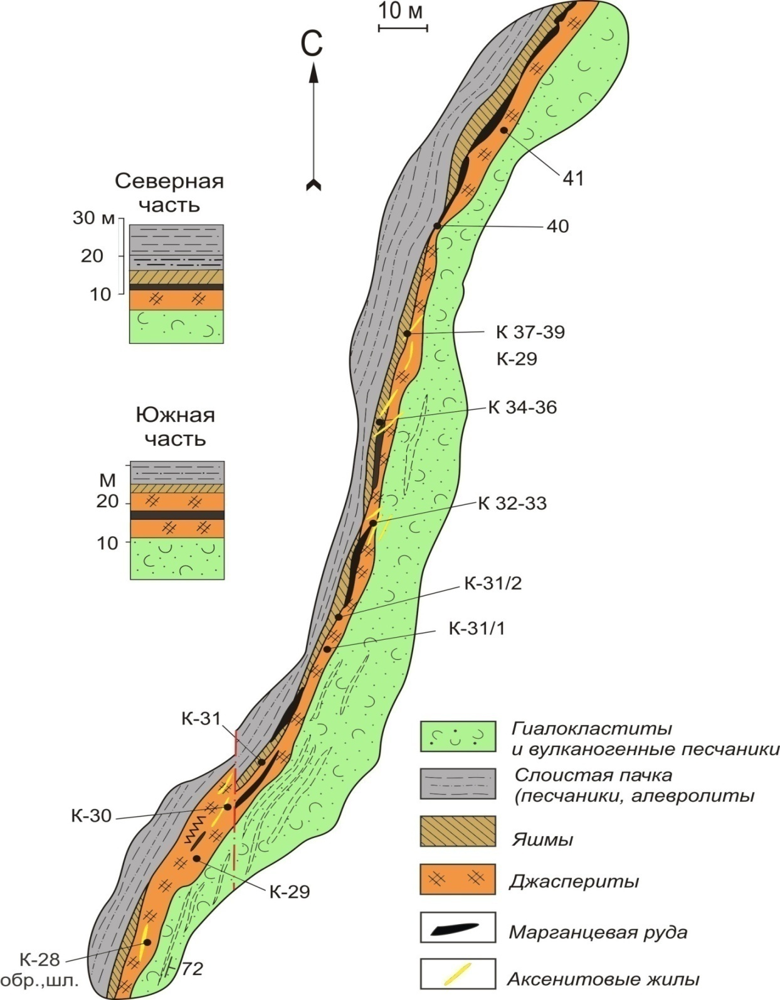 10 м
С
41
40
Северная
часть
30 м
20
10
К 37-39
К-29
К 34-36
Южная
часть
М
20
10
К 32-33
К-31/2
К-31/1
К-31
К-30
К-29
К-28
обр.,шл.
72
Гиалокластиты
и вулканогенные песчаники
Слоистая пачка
(песчаники, алевролиты
Яшмы
Джаспериты
Марганцевая руда
Аксенитовые жилы